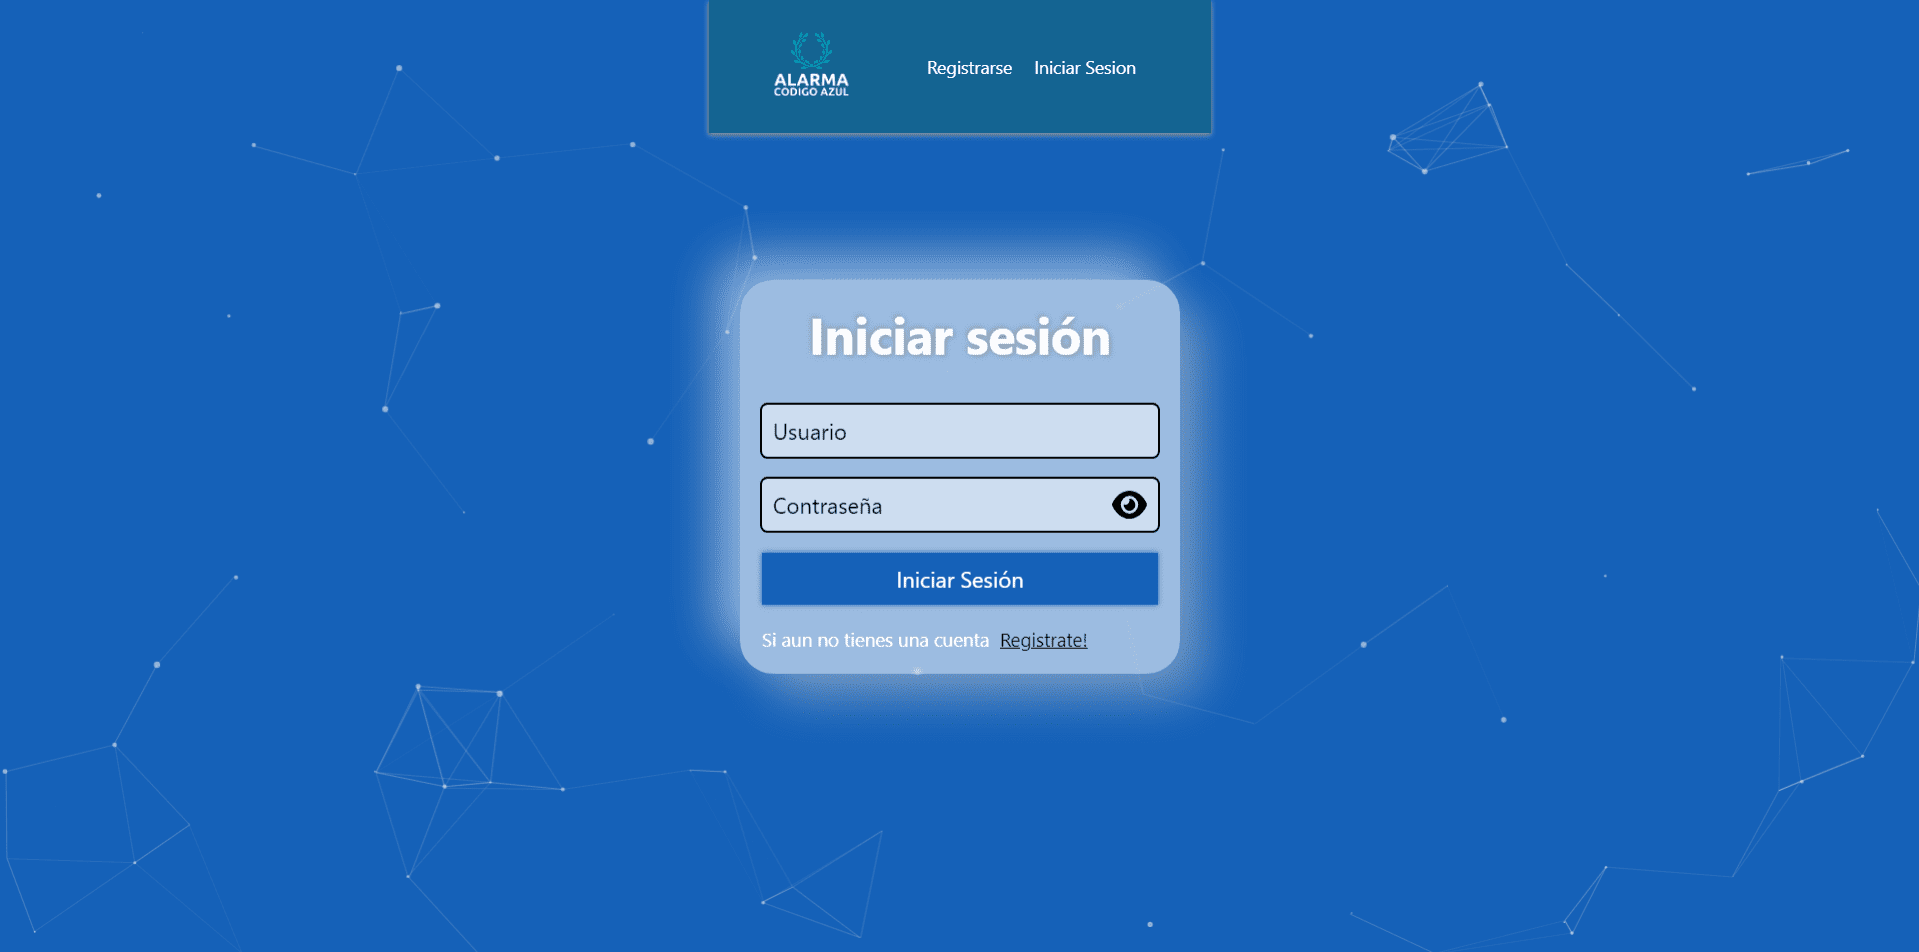 ALARMA
CODIGO AZUL
Registrarse
Iniciar Sesion
Iniciar sesión
Usuario
Contraseña
Iniciar Sesión
Si aun no tienes una cuenta Registrate!